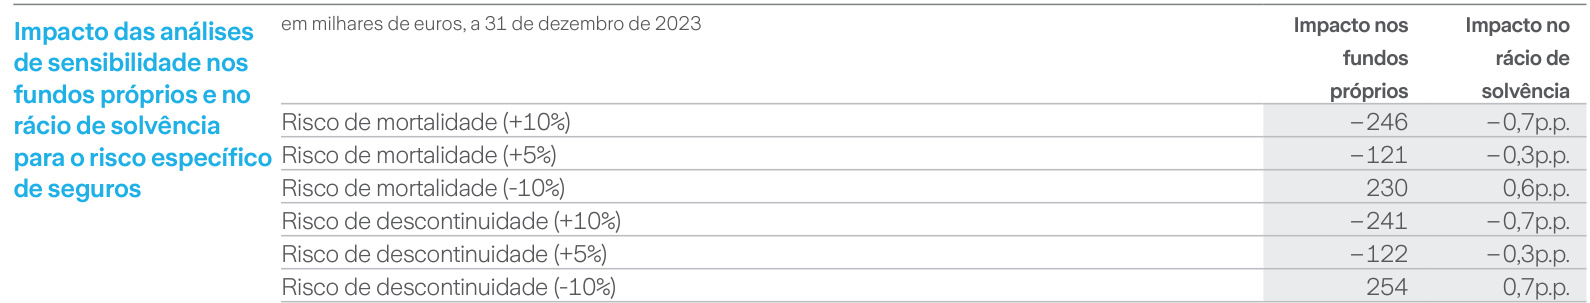 Impacto das análises
de sensibilidade nos
fundos próprios e no
rácio de solvência
para o risco específico
de seguros
em milhares de euros, a 31 de dezembro de 2023
Impacto nos
fundos
próprios
Impacto no
rácio de
solvência
Risco de mortalidade (+10%) −246 −0,7p.p.
Risco de mortalidade (+5%) −121 −0,3p.p.
Risco de mortalidade (-10%) 230 0,6p.p.
Risco de descontinuidade (+10%) −241 −0,7p.p.
Risco de descontinuidade (+5%) −122 −0,3p.p.
Risco de descontinuidade (-10%) 254 0,7p.p.